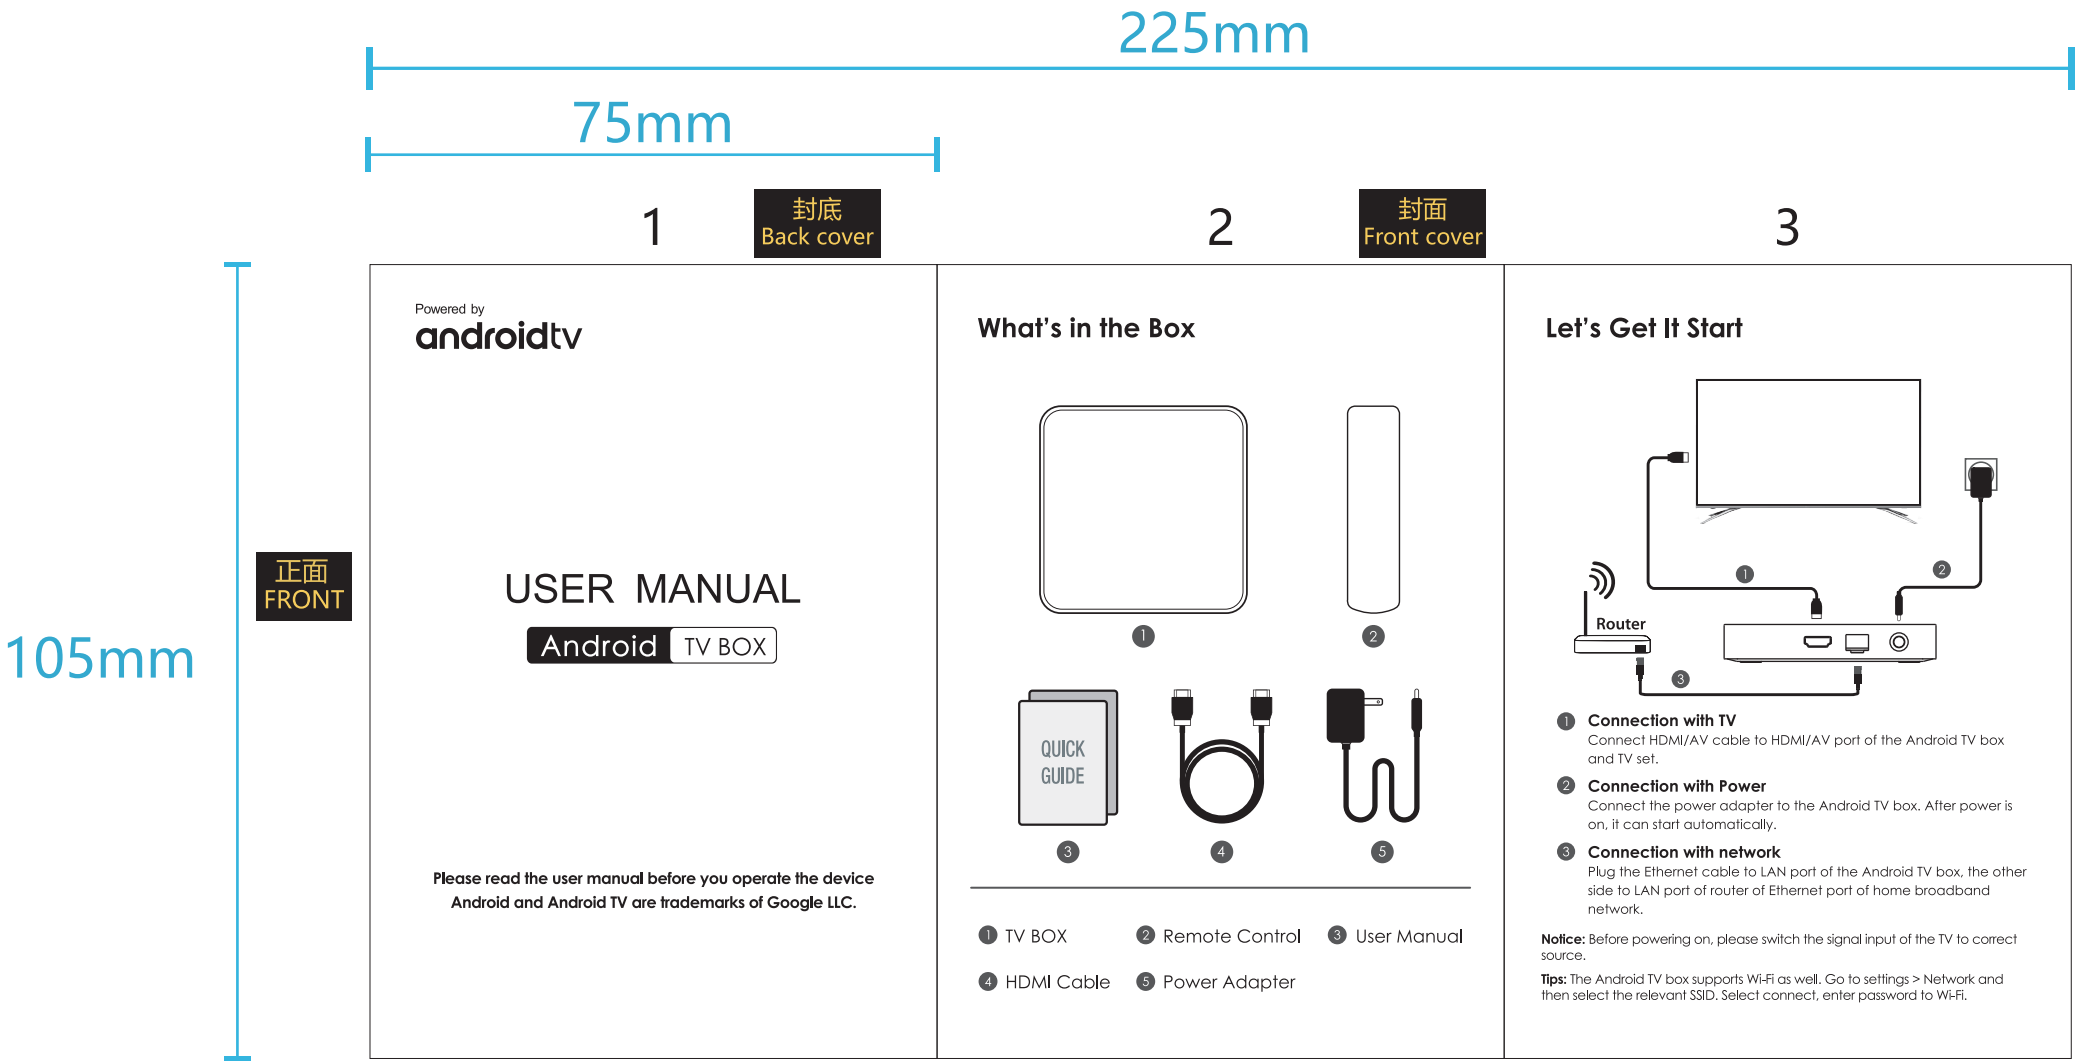 225mm
75mm
1
封底
Back cover
2
封面
Front cover
3
正面
FRONT
105mm
Powered by
androidtv
USER MANUAL
Android TV BOX
Please read the user manual before you operate the device
Android and Android TV are trademarks of Google LLC.
What's in the Box
1
2
QUICK
GUIDE
3
4
5
1 TV BOX
2 Remote Control
3 User Manual
4 HDMI Cable
5 Power Adapter
Let's Get It Start
1
2
Router
3
1 Connection with TV
Connect HDMI/AV cable to HDMI/AV port of the Android TV box
and TV set.
2 Connection with Power
Connect the power adapter to the Android TV box. After power is
on, it can start automatically.
3 Connection with network
Plug the Ethernet cable to LAN port of the Android TV box, the other
side to LAN port of router of Ethernet port of home broadband
network.
Notice: Before powering on, please switch the signal input of the TV to correct
source.
Tips: The Android TV box supports Wi-Fi as well. Go to settings > Network and
then select the relevant SSID. Select connect, enter password to Wi-Fi.